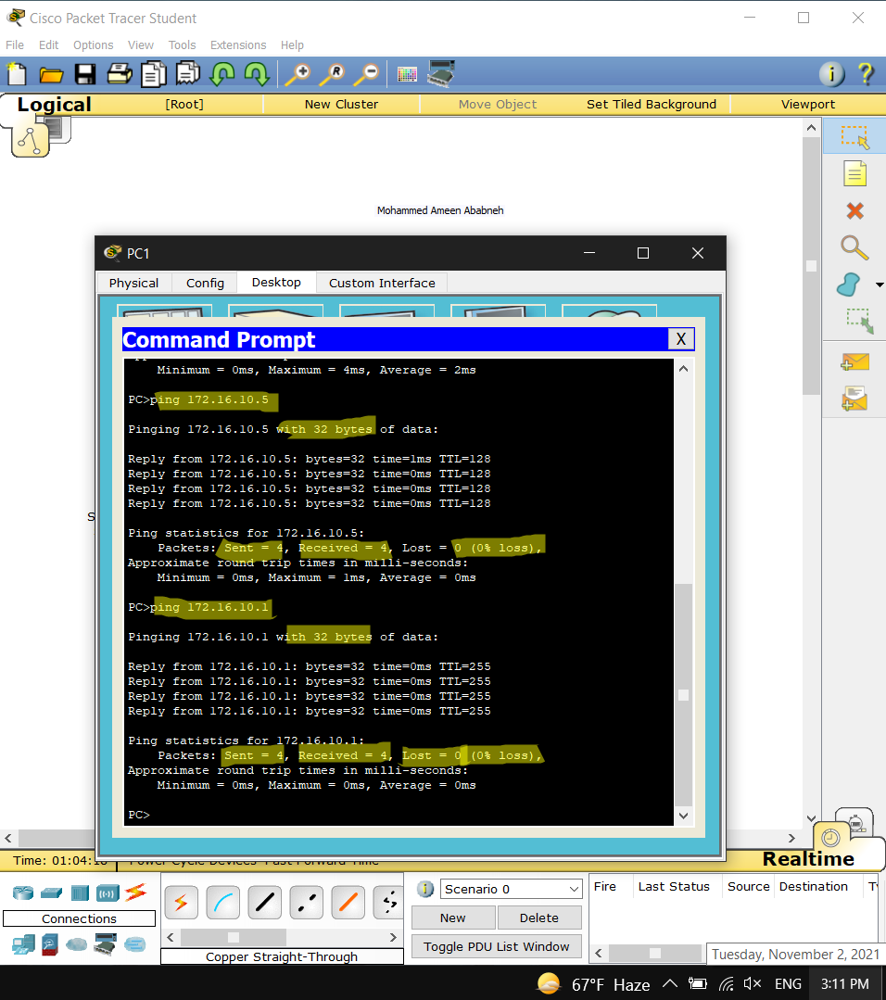 Cisco Packet Tracer Student
File Edit Options View Tools Extensions Help
Logical [Root] New Cluster Move Object Set Tiled Background Viewport
Mohammed Ameen Ababneh
PC1
Physical Config Desktop Custom Interface
Command Prompt X
Minimum = 0ms, Maximum = 4ms, Average = 2ms
PC>ping 172.16.10.5
Pinging 172.16.10.5 with 32 bytes of data:
Reply from 172.16.10.5: bytes=32 time=1ms TTL=128
Reply from 172.16.10.5: bytes=32 time=0ms TTL=128
Reply from 172.16.10.5: bytes=32 time=0ms TTL=128
Reply from 172.16.10.5: bytes=32 time=0ms TTL=128
Ping statistics for 172.16.10.5:
Packets: Sent = 4, Received = 4, Lost = 0 (0% loss),
Approximate round trip times in milli-seconds:
Minimum = 0ms, Maximum = 1ms, Average = 0ms
PC>ping 172.16.10.1
Pinging 172.16.10.1 with 32 bytes of data:
Reply from 172.16.10.1: bytes=32 time=0ms TTL=255
Reply from 172.16.10.1: bytes=32 time=0ms TTL=255
Reply from 172.16.10.1: bytes=32 time=0ms TTL=255
Reply from 172.16.10.1: bytes=32 time=0ms TTL=255
Ping statistics for 172.16.10.1:
Packets: Sent = 4, Received = 4, Lost = 0 (0% loss),
Approximate round trip times in milli-seconds:
Minimum = 0ms, Maximum = 0ms, Average = 0ms
PC>
S
Time: 01:04:18 Power Cycle Devices Fast Forward Time Realtime
Connections
Copper Straight-Through
Scenario 0
New Delete
Toggle PDU List Window
Fire Last Status Source Destination
Tuesday, November 2, 2021
67°F Haze ENG 3:11 PM